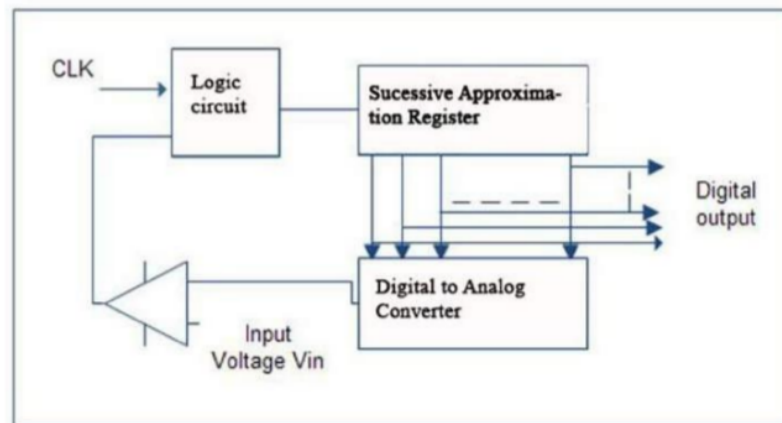 CLK
Logic
circuit
Sucessive Approxima-
tion Register
Digital
output
Digital to Analog
Converter
Input
Voltage Vin